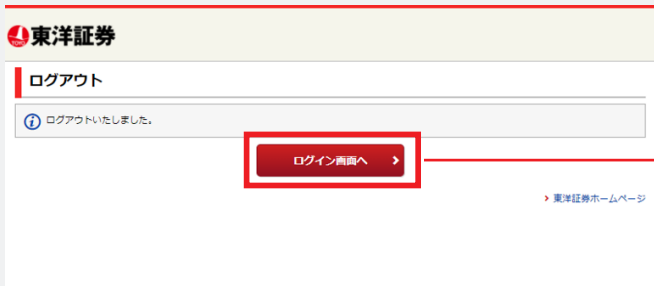 東洋証券
ログアウト
ログアウトいたしました。
ログイン画面へ
東洋証券ホームページ